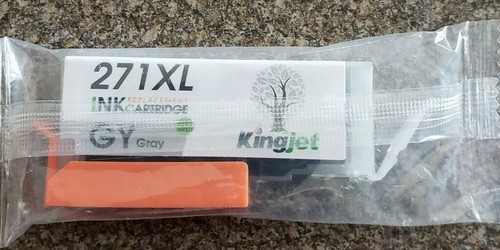 271XL
REPLACEMENT
INK CARTRIDGE
GY Gray
Kingjet